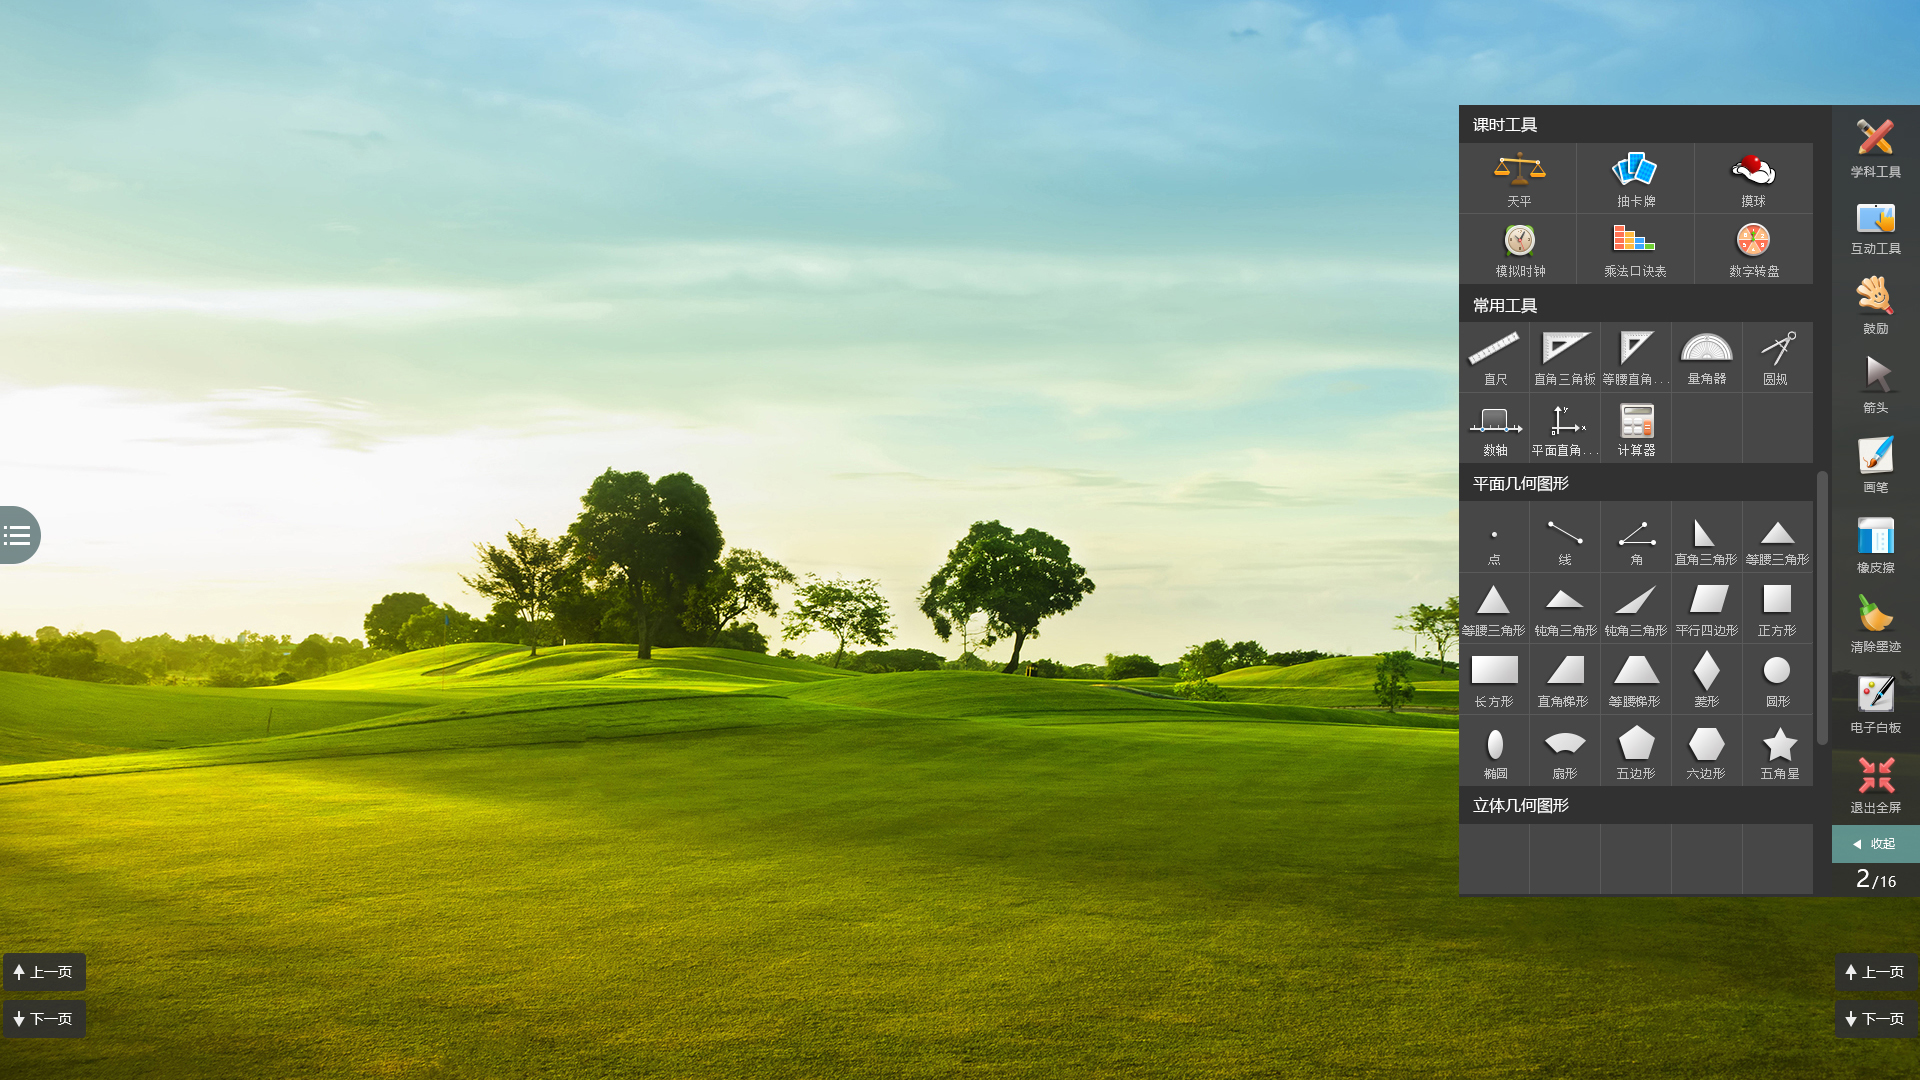 课时工具
天平
抽卡牌
摸球
模拟时钟
乘法口诀表
数字转盘
常用工具
直尺
直角三角板
等腰直角...
量角器
圆规
数轴
平面直角...
计算器
平面几何图形
点
线
角
直角三角形
等腰三角形
等腰三角形
钝角三角形
钝角三角形
平行四边形
正方形
长方形
直角梯形
等腰梯形
菱形
圆形
椭圆
扇形
五边形
六边形
五角星
立体几何图形
学科工具
互动工具
鼓励
箭头
画笔
橡皮擦
清除墨迹
电子白板
退出全屏
收起
2/16
上一页
下一页
上一页
下一页